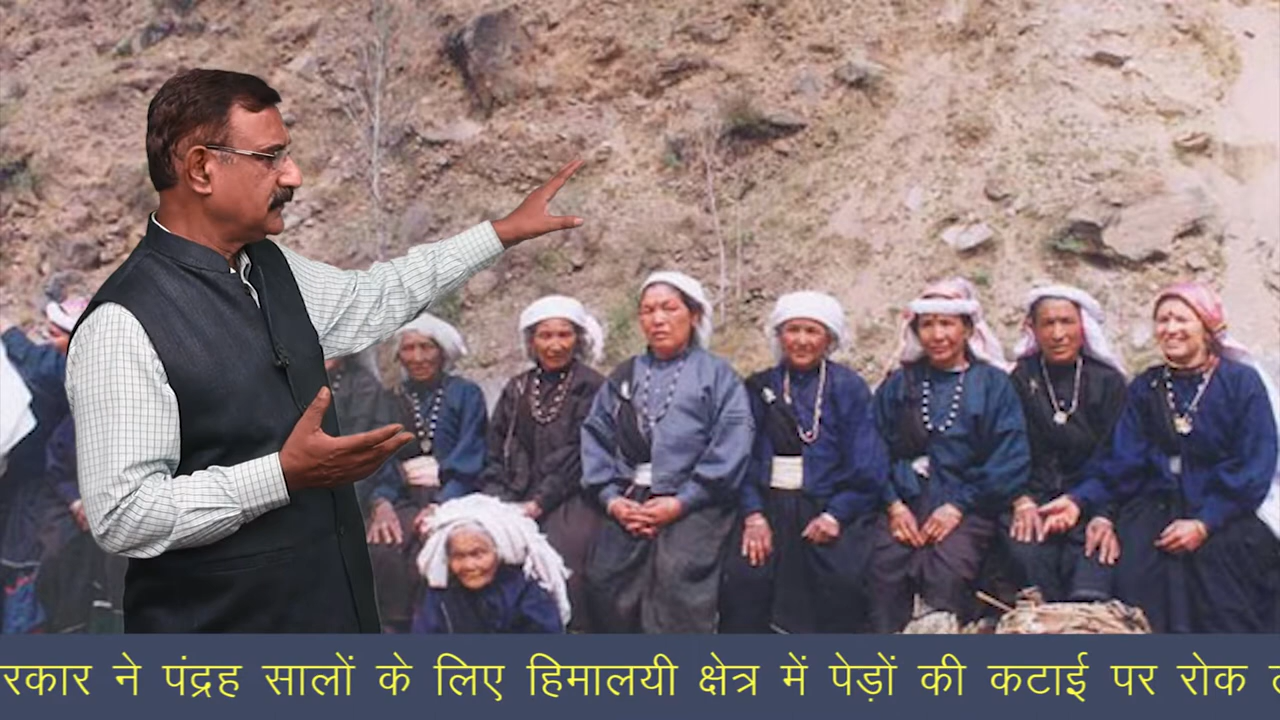 रकार ने पंद्रह सालों के लिए हिमालयी क्षेत्र में पेड़ों की कटाई पर रोक